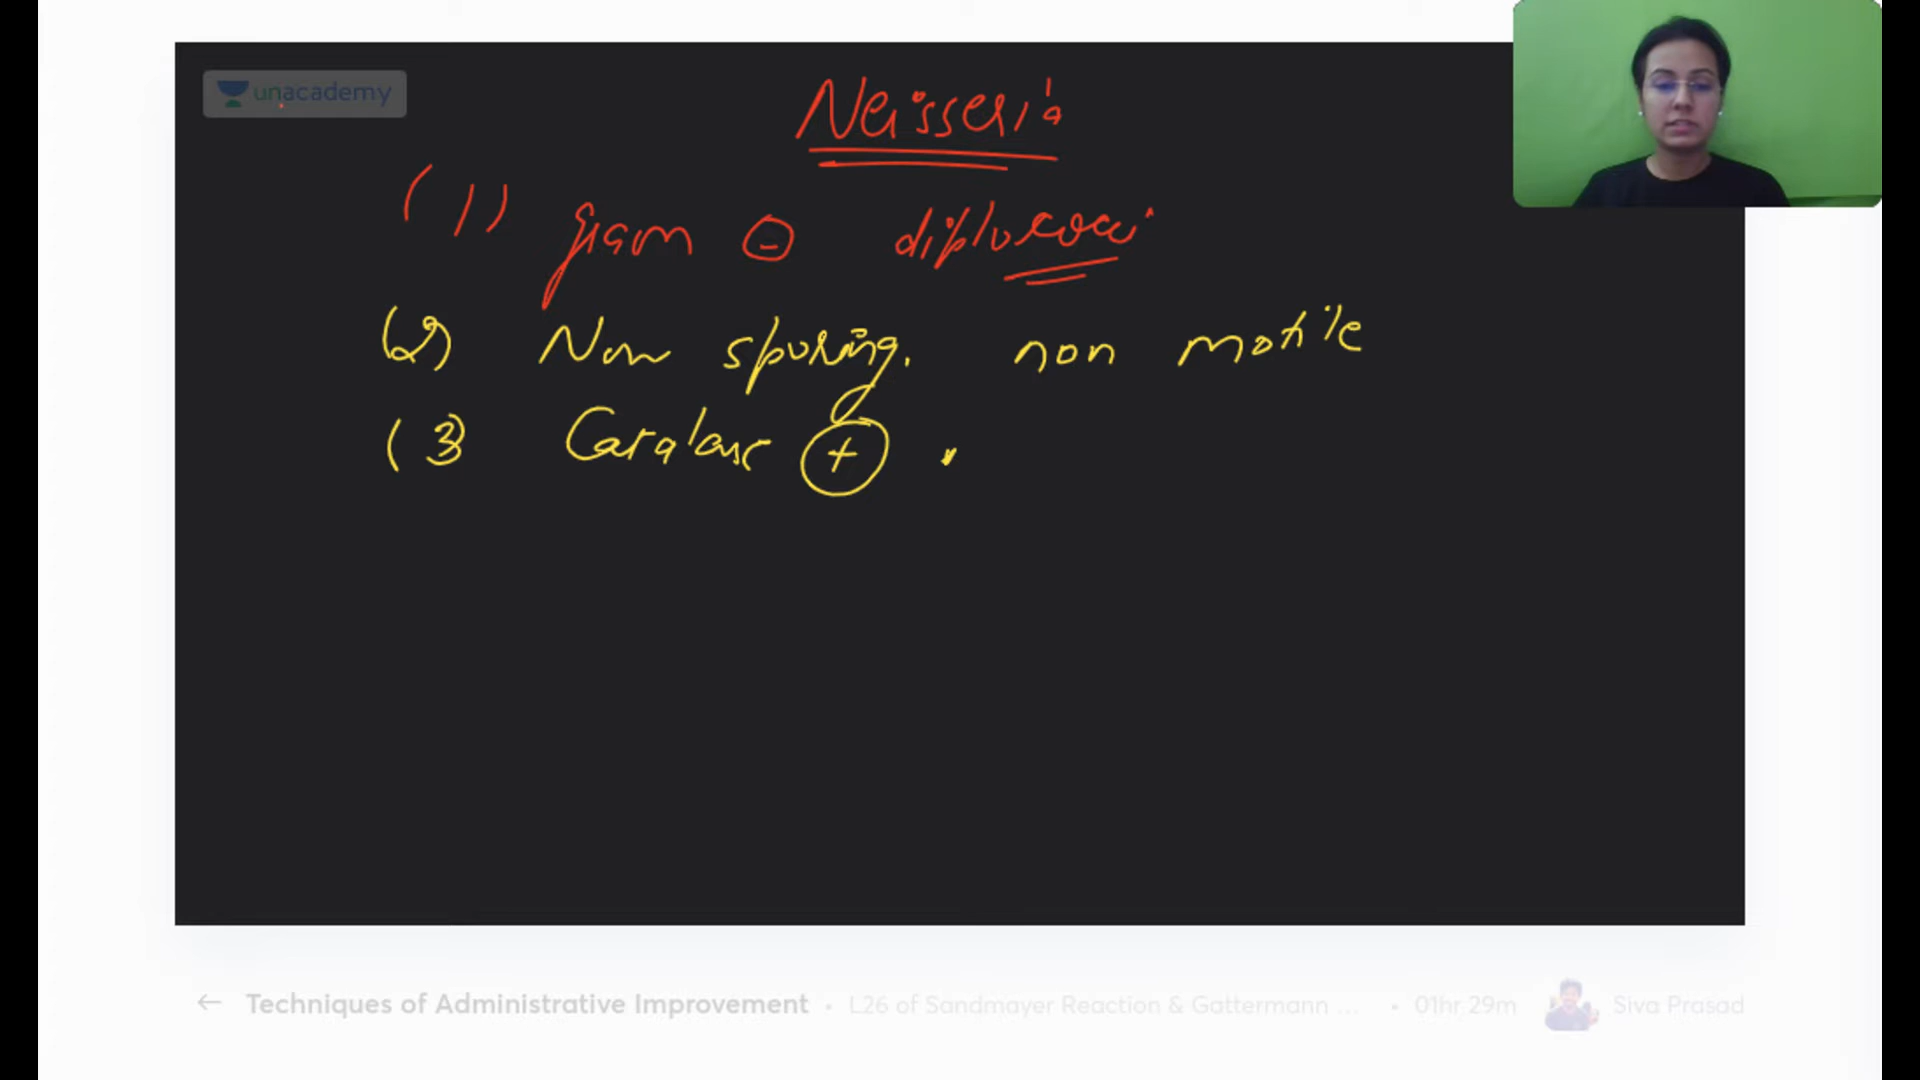 unacademy
Neisseria
(1) gram ⊖ diplococci
(2) Non sporing. non motile
(3) Catalase ⊕
← Techniques of Administrative Improvement • L26 of Sandmayer Reaction & Gattermann ... • 01hr 29m Siva Prasad